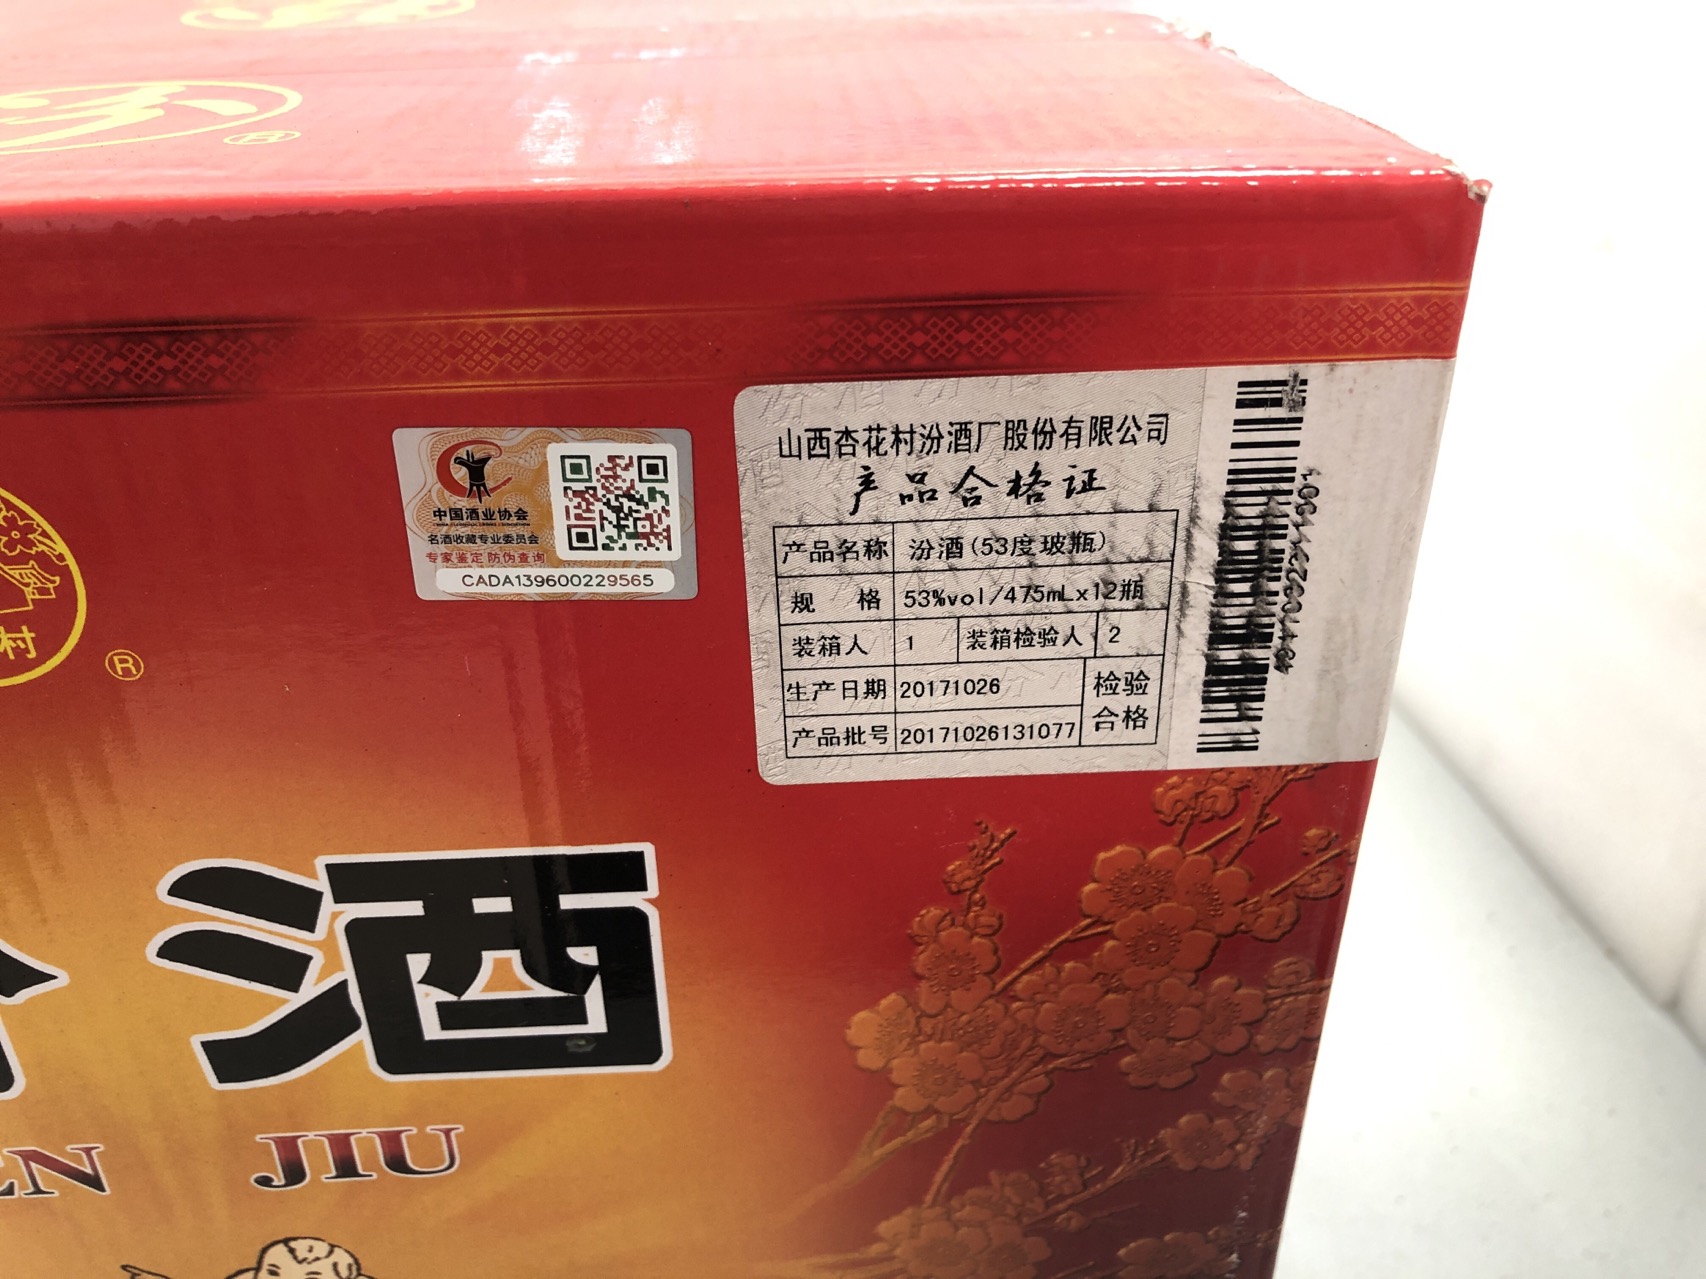 ®
山西杏花村汾酒厂股份有限公司
产品合格证
产品名称 汾酒(53度玻瓶)
规 格 53%vol/475mLx12瓶
装箱人 1 装箱检验人 2
生产日期 20171026
产品批号 20171026131077
检验
合格
中国酒业协会
名酒收藏专业委员会
专家鉴定 防伪查询
CADA139600229565
村
®
酒
EN JIU